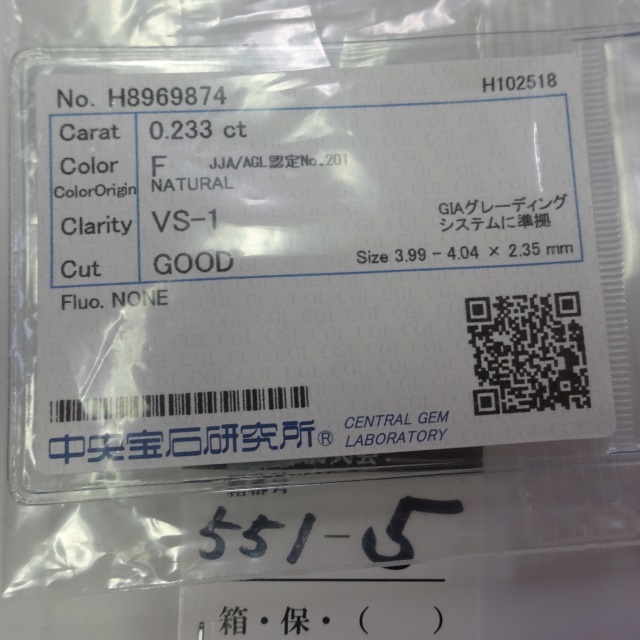 No. H8969874 H102518
Carat 0.233 ct
Color F JJA/AGL認定No.201
ColorOrigin NATURAL
Clarity VS-1 GIAグレーディング
システムに準拠
Cut GOOD Size 3.99 - 4.04 × 2.35 mm
Fluo. NONE
中央宝石研究所® CENTRAL GEM
LABORATORY
551-5
箱・保・( )